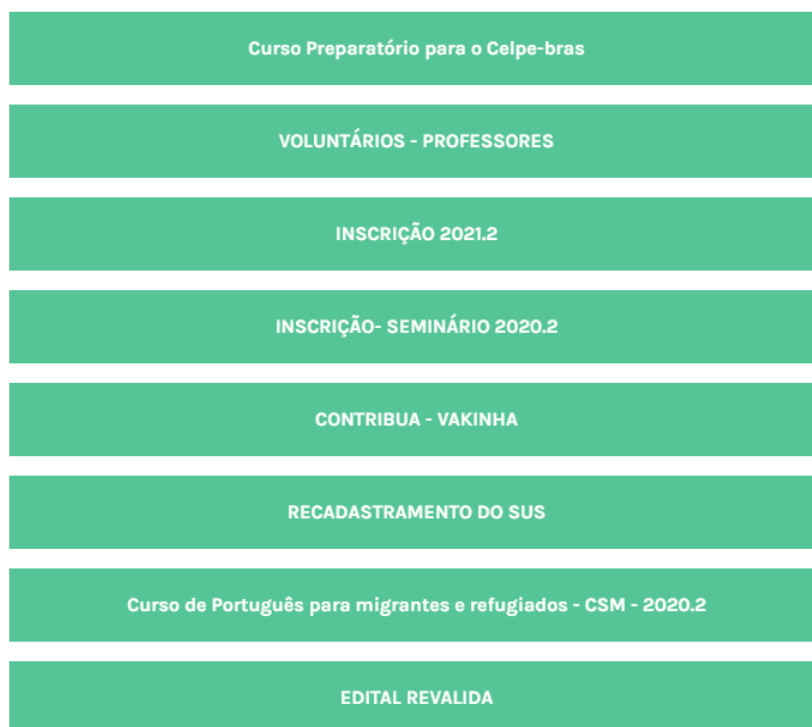 Curso Preparatório para o Celpe-bras
VOLUNTÁRIOS - PROFESSORES
INSCRIÇÃO 2021.2
INSCRIÇÃO- SEMINÁRIO 2020.2
CONTRIBUA - VAKINHA
RECADASTRAMENTO DO SUS
Curso de Português para migrantes e refugiados - CSM - 2020.2
EDITAL REVALIDA